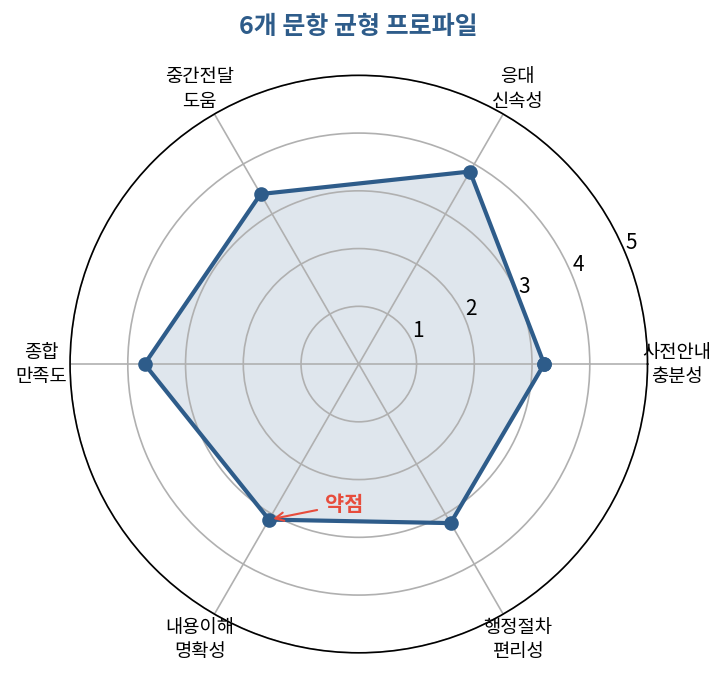 6개 문항 균형 프로파일
중간전달
도움
응대
신속성
5
4
3
2
1
종합
만족도
사전안내
충분성
약점
내용이해
명확성
행정절차
편리성